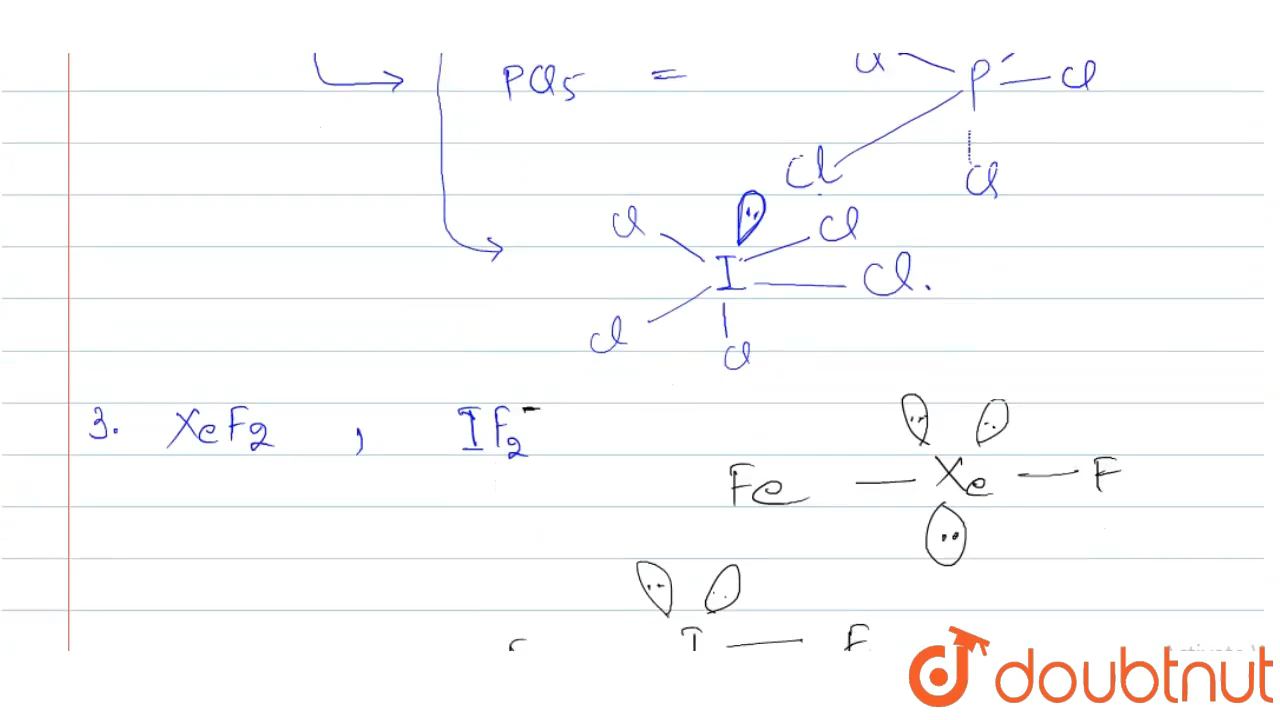 Cl P Cl
PCl5 =
Cl Cl
Cl Cl
I Cl.
Cl Cl
3. XeF2 , IF2-
Fe — Xe — F
I — F
doubtnut